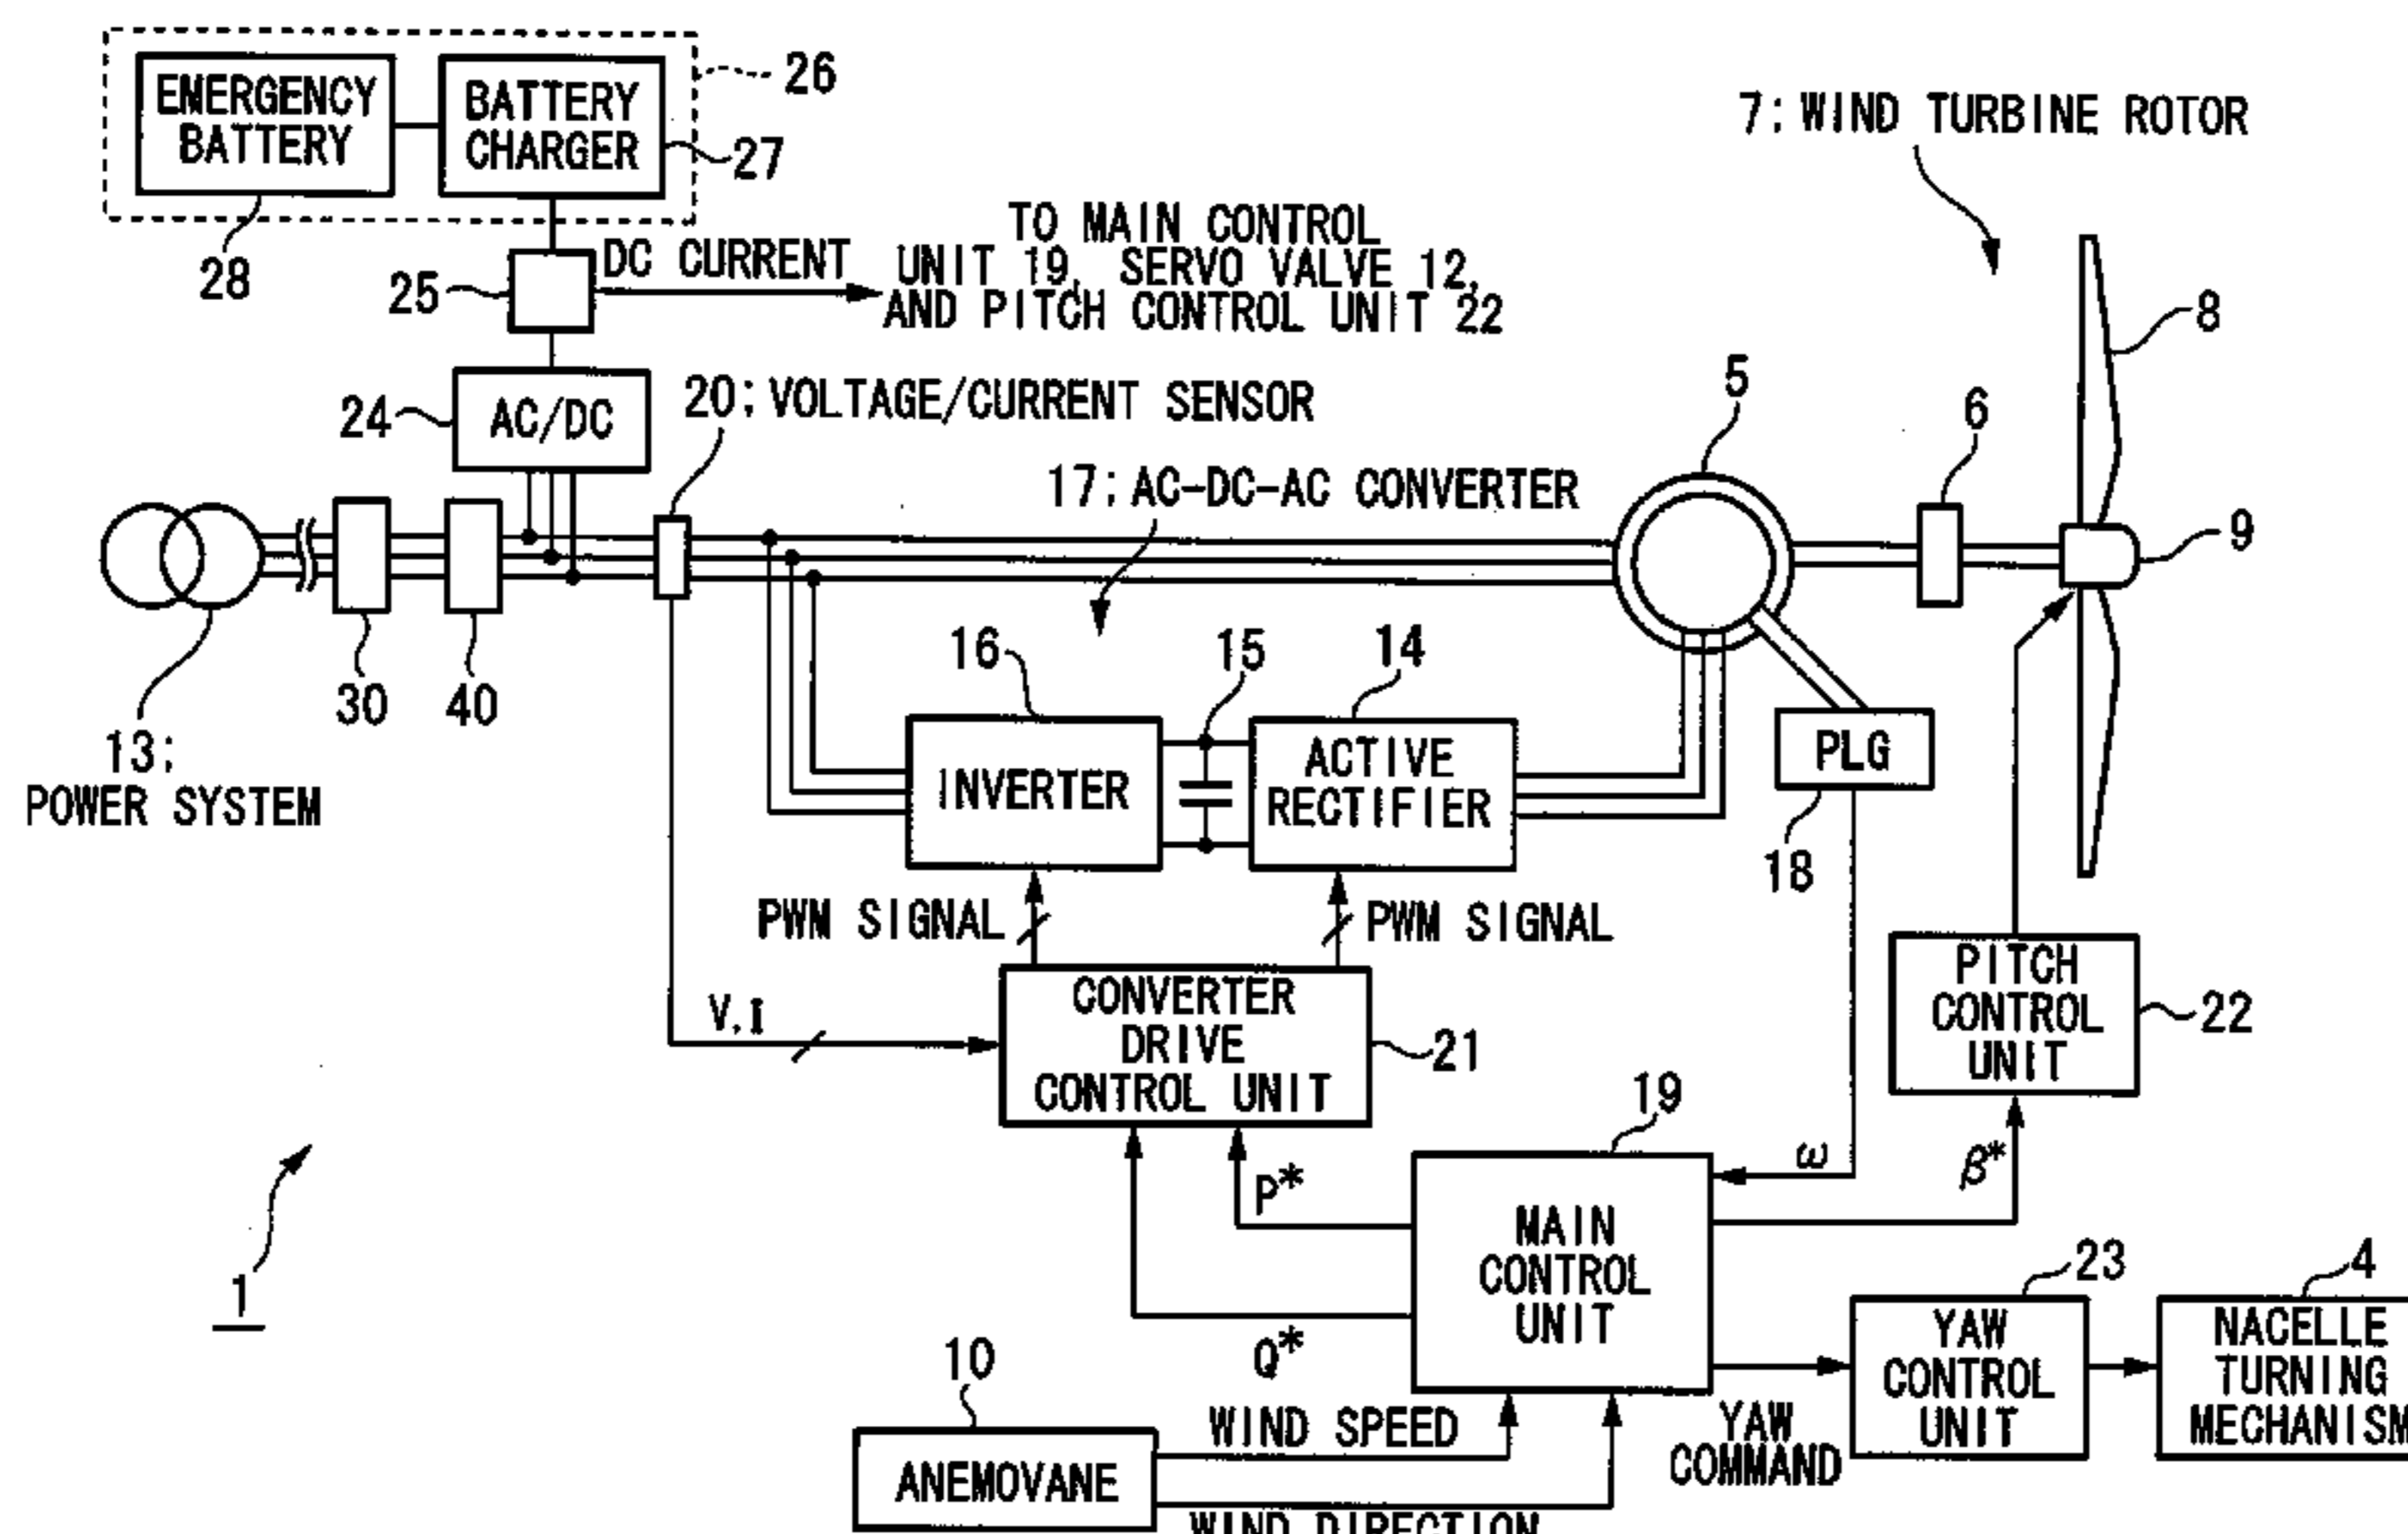 EMERGENCY
BATTERY
BATTERY
CHARGER
26
27
28
7: WIND TURBINE ROTOR
25
DC CURRENT
TO MAIN CONTROL
UNIT 19, SERVO VALVE 12,
AND PITCH CONTROL UNIT 22
8
24
AC/DC
20: VOLTAGE/CURRENT SENSOR
5
6
17: AC-DC-AC CONVERTER
9
30
40
13:
POWER SYSTEM
16
15
14
INVERTER
ACTIVE
RECTIFIER
PLG
18
PWM SIGNAL
PWM SIGNAL
V,I
CONVERTER
DRIVE
CONTROL UNIT
21
PITCH
CONTROL
UNIT
22
19
ω
β*
P*
MAIN
CONTROL
UNIT
Q*
1
23
4
YAW
CONTROL
UNIT
NACELLE
TURNING
MECHANISM
10
ANEMOVANE
WIND SPEED
WIND DIRECTION
YAW
COMMAND